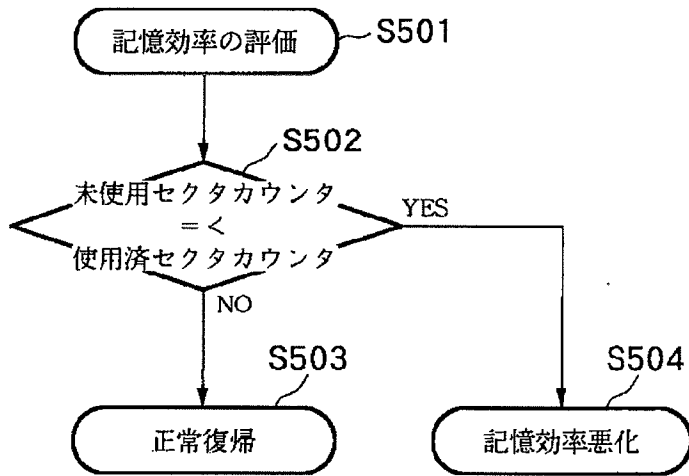 記憶効率の評価
S501
S502
未使用セクタカウンタ
=<
使用済セクタカウンタ
YES
NO
S503
正常復帰
S504
記憶効率悪化